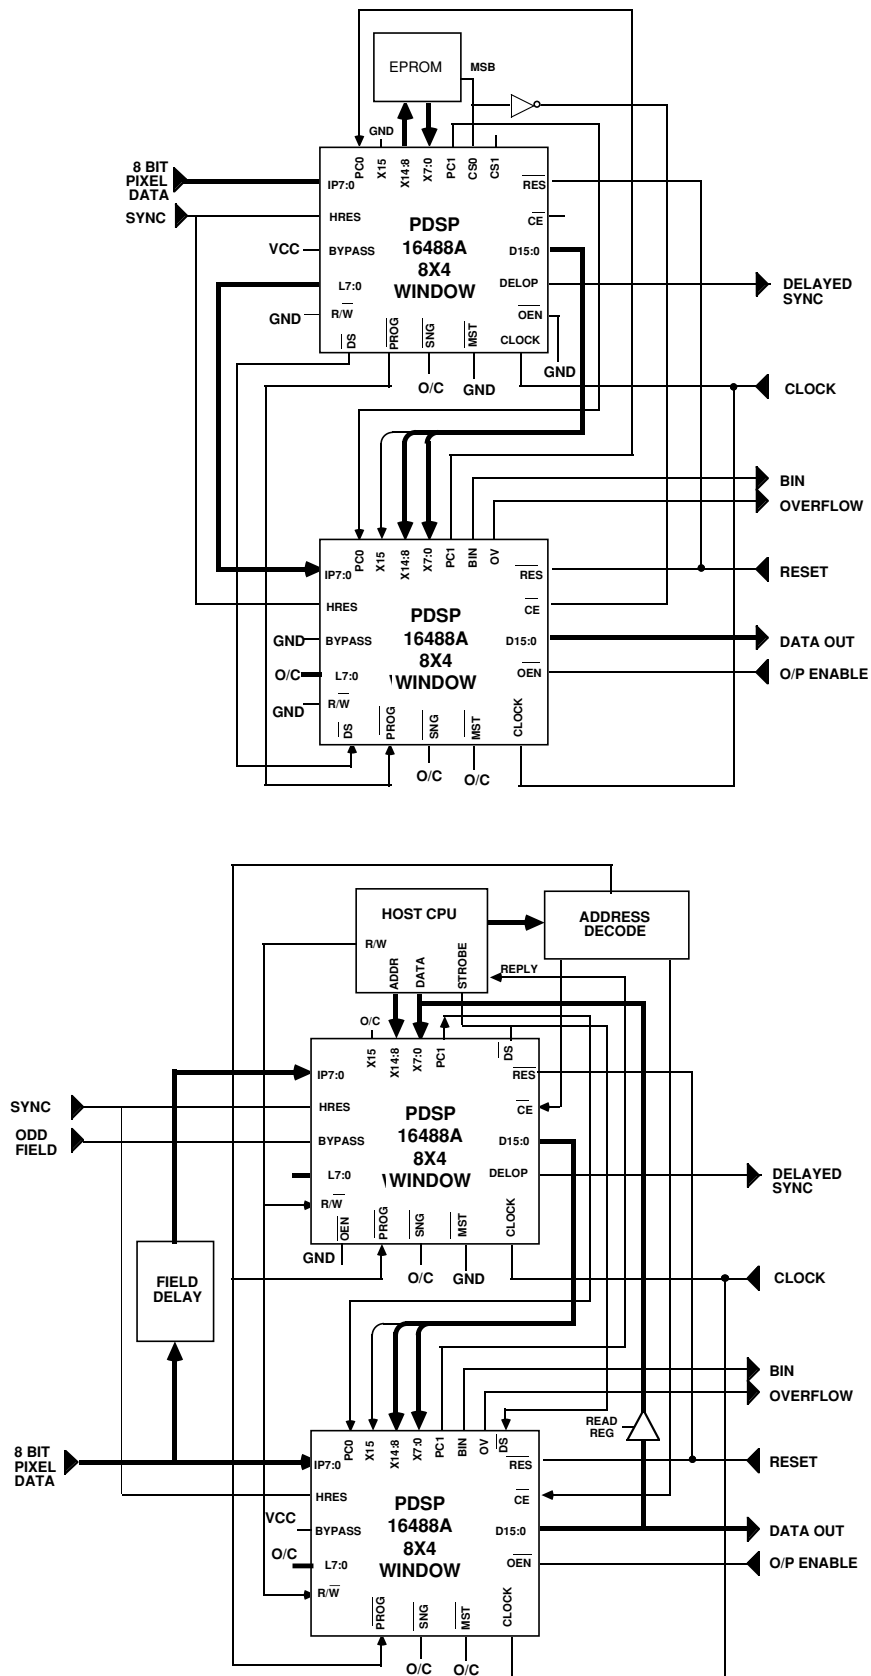 EPROM
MSB
GND
8 BIT
PIXEL
DATA
SYNC
PC0
X15
X14:8
X7:0
PC1
CS0
CS1
IP7:0
RES
HRES
CE
VCC
BYPASS
D15:0
L7:0
DELOP
DELAYED
SYNC
GND
R/W
OEN
PDSP
16488A
8X4
WINDOW
DS
PROG
SNG
MST
CLOCK
GND
O/C
GND
CLOCK
BIN
OVERFLOW
PC0
X15
X14:8
X7:0
PC1
BIN
OV
IP7:0
RES
RESET
HRES
CE
GND
BYPASS
D15:0
DATA OUT
O/C
L7:0
OEN
O/P ENABLE
GND
R/W
PDSP
16488A
8X4
WINDOW
DS
PROG
SNG
MST
CLOCK
O/C
O/C
HOST CPU
R/W
ADDR
DATA
STROBE
ADDRESS
DECODE
REPLY
O/C
X15
X14:8
X7:0
PC1
DS
IP7:0
RES
SYNC
HRES
CE
ODD
FIELD
BYPASS
D15:0
L7:0
DELOP
DELAYED
SYNC
R/W
PDSP
16488A
8X4
WINDOW
OEN
PROG
SNG
MST
CLOCK
GND
O/C
GND
CLOCK
FIELD
DELAY
BIN
OVERFLOW
READ
REG
8 BIT
PIXEL
DATA
PC0
X15
X14:8
X7:0
PC1
BIN
OV
DS
IP7:0
RES
RESET
HRES
CE
VCC
BYPASS
D15:0
DATA OUT
O/C
L7:0
OEN
O/P ENABLE
R/W
PDSP
16488A
8X4
WINDOW
PROG
SNG
MST
CLOCK
O/C
O/C